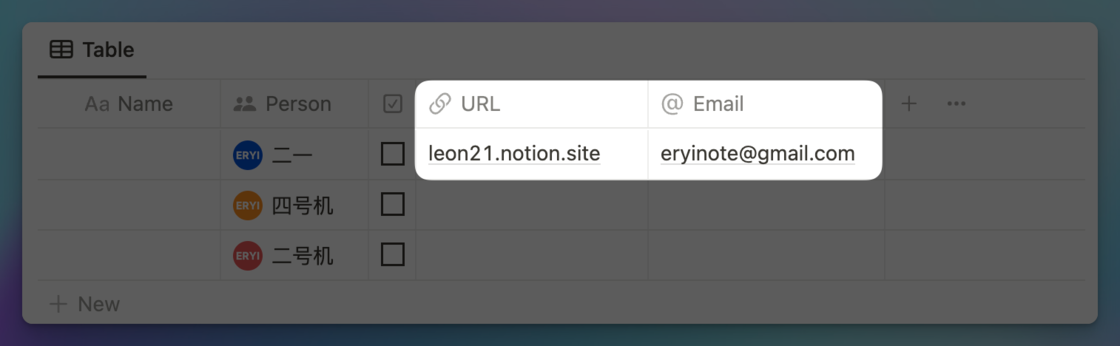 Table
Aa Name Person URL @ Email
ERYI 二一 leon21.notion.site eryinote@gmail.com
ERYI 四号机
ERYI 二号机
+ New